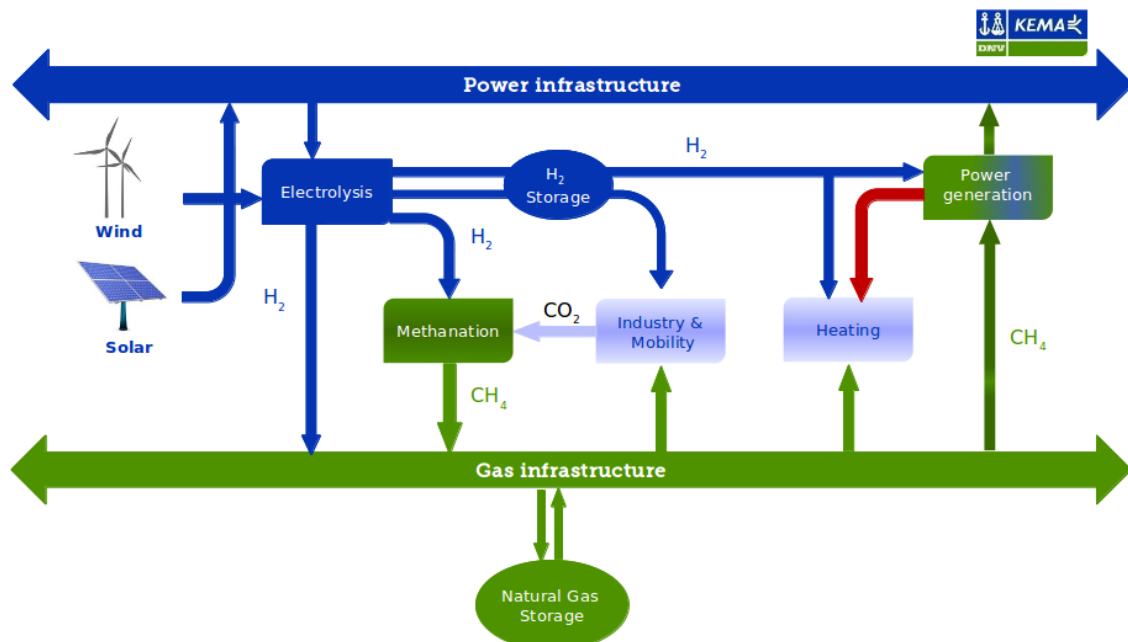 KEMA
DNV
Power infrastructure
H2
H2
Storage
Electrolysis
Power
generation
Wind
H2
H2
CO2
Methanation
Industry &
Mobility
Heating
Solar
CH4
CH4
Gas infrastructure
Natural Gas
Storage